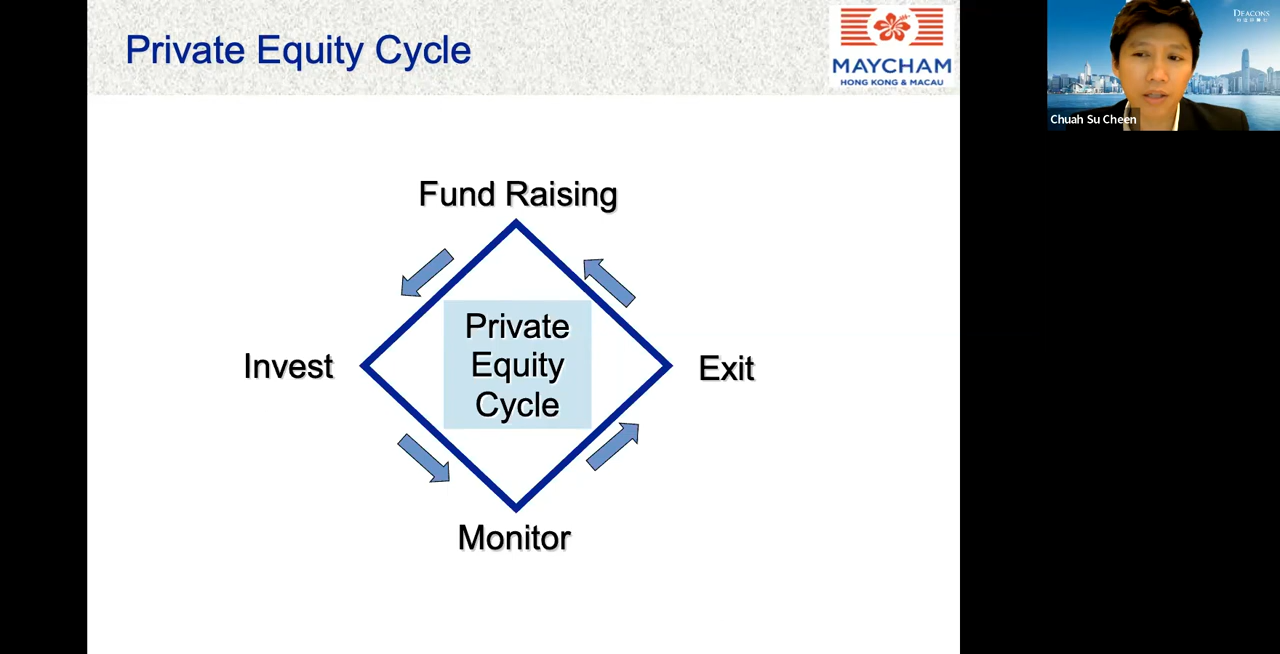 Private Equity Cycle
MAYCHAM
HONG KONG & MACAU
DEACONS
Chuah Su Cheen
Fund Raising
Private
Equity
Cycle
Invest
Exit
Monitor